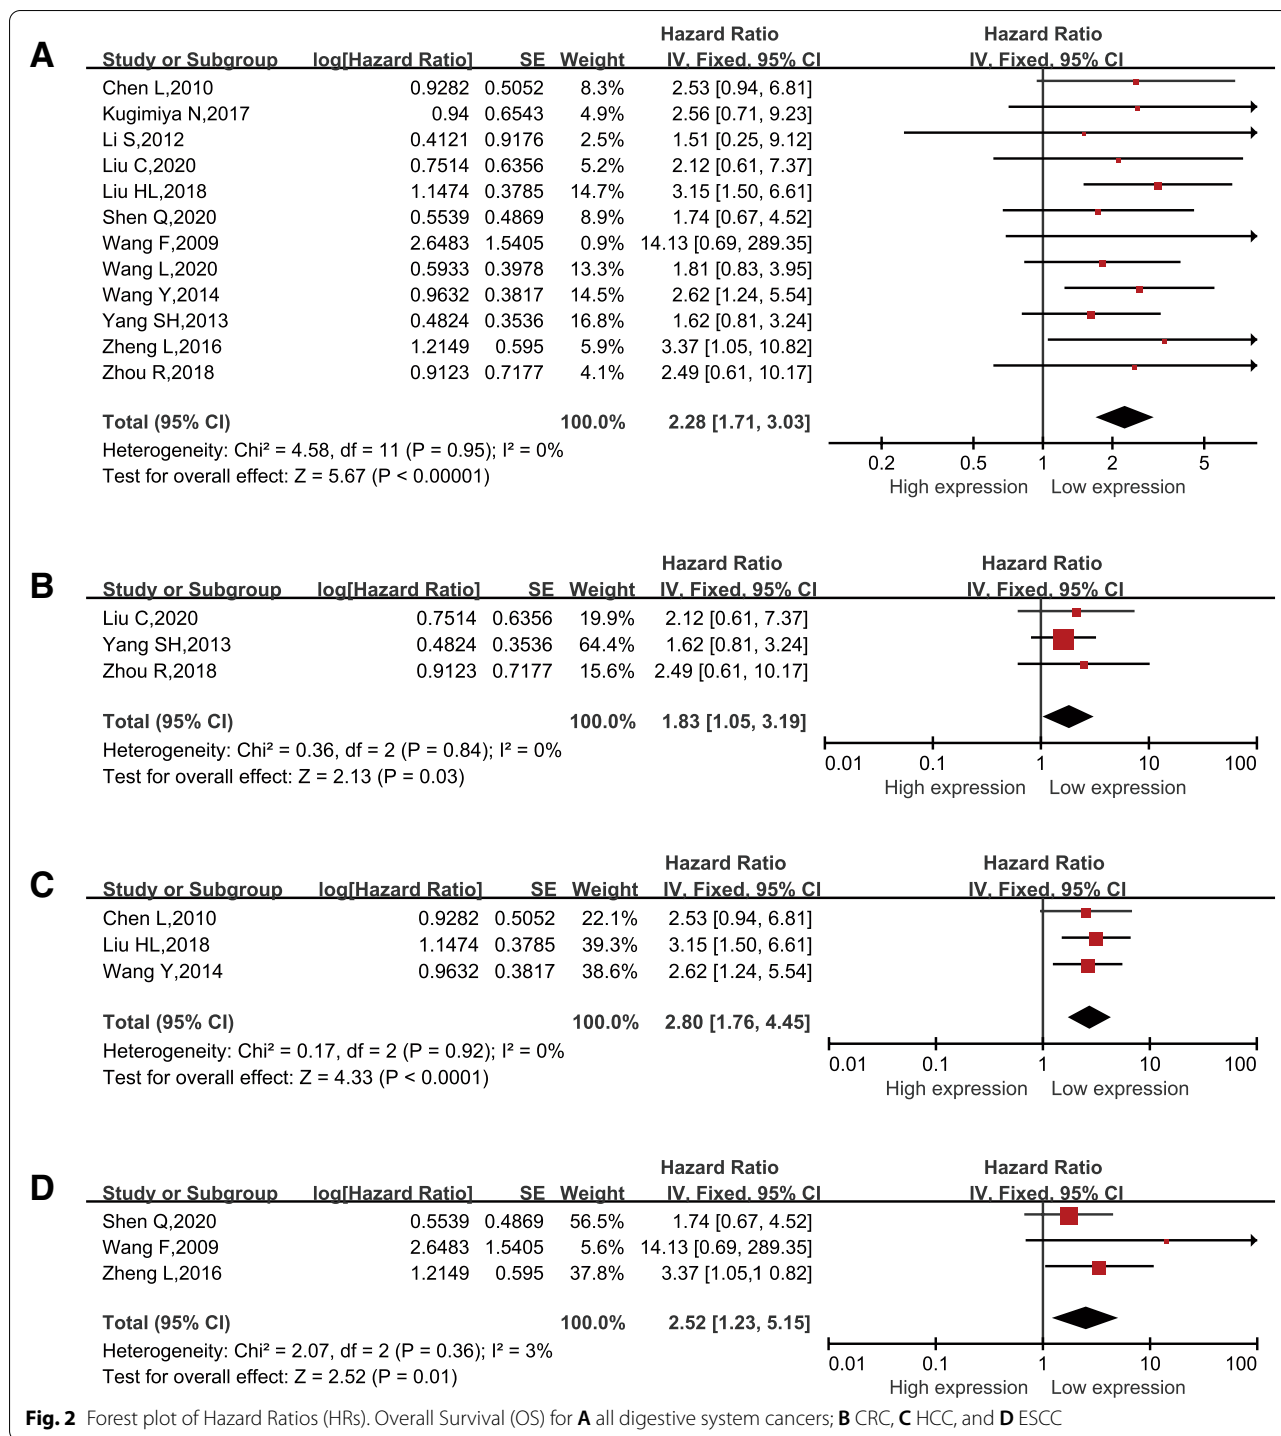 A
Hazard Ratio Hazard Ratio
Study or Subgroup log[Hazard Ratio] SE Weight IV, Fixed, 95% CI IV, Fixed, 95% CI
Chen L,2010 0.9282 0.5052 8.3% 2.53 [0.94, 6.81]
Kugimiya N,2017 0.94 0.6543 4.9% 2.56 [0.71, 9.23]
Li S,2012 0.4121 0.9176 2.5% 1.51 [0.25, 9.12]
Liu C,2020 0.7514 0.6356 5.2% 2.12 [0.61, 7.37]
Liu HL,2018 1.1474 0.3785 14.7% 3.15 [1.50, 6.61]
Shen Q,2020 0.5539 0.4869 8.9% 1.74 [0.67, 4.52]
Wang F,2009 2.6483 1.5405 0.9% 14.13 [0.69, 289.35]
Wang L,2020 0.5933 0.3978 13.3% 1.81 [0.83, 3.95]
Wang Y,2014 0.9632 0.3817 14.5% 2.62 [1.24, 5.54]
Yang SH,2013 0.4824 0.3536 16.8% 1.62 [0.81, 3.24]
Zheng L,2016 1.2149 0.595 5.9% 3.37 [1.05, 10.82]
Zhou R,2018 0.9123 0.7177 4.1% 2.49 [0.61, 10.17]
Total (95% CI) 100.0% 2.28 [1.71, 3.03]
Heterogeneity: Chi² = 4.58, df = 11 (P = 0.95); I² = 0%
Test for overall effect: Z = 5.67 (P < 0.00001)
0.2 0.5 1 2 5
High expression Low expression
B
Hazard Ratio Hazard Ratio
Study or Subgroup log[Hazard Ratio] SE Weight IV, Fixed, 95% CI IV, Fixed, 95% CI
Liu C,2020 0.7514 0.6356 19.9% 2.12 [0.61, 7.37]
Yang SH,2013 0.4824 0.3536 64.4% 1.62 [0.81, 3.24]
Zhou R,2018 0.9123 0.7177 15.6% 2.49 [0.61, 10.17]
Total (95% CI) 100.0% 1.83 [1.05, 3.19]
Heterogeneity: Chi² = 0.36, df = 2 (P = 0.84); I² = 0%
Test for overall effect: Z = 2.13 (P = 0.03)
0.01 0.1 1 10 100
High expression Low expression
C
Hazard Ratio Hazard Ratio
Study or Subgroup log[Hazard Ratio] SE Weight IV, Fixed, 95% CI IV, Fixed, 95% CI
Chen L,2010 0.9282 0.5052 22.1% 2.53 [0.94, 6.81]
Liu HL,2018 1.1474 0.3785 39.3% 3.15 [1.50, 6.61]
Wang Y,2014 0.9632 0.3817 38.6% 2.62 [1.24, 5.54]
Total (95% CI) 100.0% 2.80 [1.76, 4.45]
Heterogeneity: Chi² = 0.17, df = 2 (P = 0.92); I² = 0%
Test for overall effect: Z = 4.33 (P < 0.0001)
0.01 0.1 1 10 100
High expression Low expression
D
Hazard Ratio Hazard Ratio
Study or Subgroup log[Hazard Ratio] SE Weight IV, Fixed, 95% CI IV, Fixed, 95% CI
Shen Q,2020 0.5539 0.4869 56.5% 1.74 [0.67, 4.52]
Wang F,2009 2.6483 1.5405 5.6% 14.13 [0.69, 289.35]
Zheng L,2016 1.2149 0.595 37.8% 3.37 [1.05,1 0.82]
Total (95% CI) 100.0% 2.52 [1.23, 5.15]
Heterogeneity: Chi² = 2.07, df = 2 (P = 0.36); I² = 3%
Test for overall effect: Z = 2.52 (P = 0.01)
0.01 0.1 1 10 100
High expression Low expression
Fig. 2 Forest plot of Hazard Ratios (HRs). Overall Survival (OS) for A all digestive system cancers; B CRC, C HCC, and D ESCC